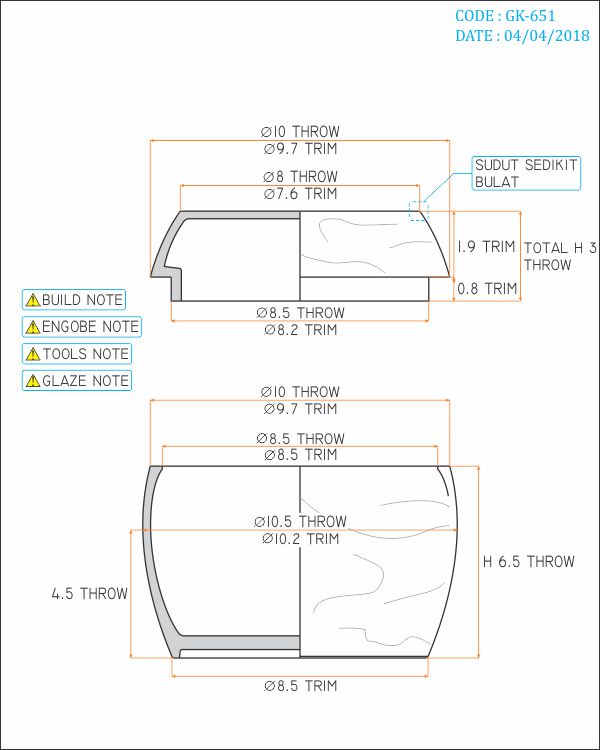 CODE : GK-651
DATE : 04/04/2018
Ø10 THROW
Ø9.7 TRIM
Ø8 THROW
Ø7.6 TRIM
SUDUT SEDIKIT
BULAT
1.9 TRIM
TOTAL H 3
THROW
0.8 TRIM
Ø8.5 THROW
Ø8.2 TRIM
BUILD NOTE
ENGOBE NOTE
TOOLS NOTE
GLAZE NOTE
Ø10 THROW
Ø9.7 TRIM
Ø8.5 THROW
Ø8.5 TRIM
Ø10.5 THROW
Ø10.2 TRIM
H 6.5 THROW
4.5 THROW
Ø8.5 TRIM